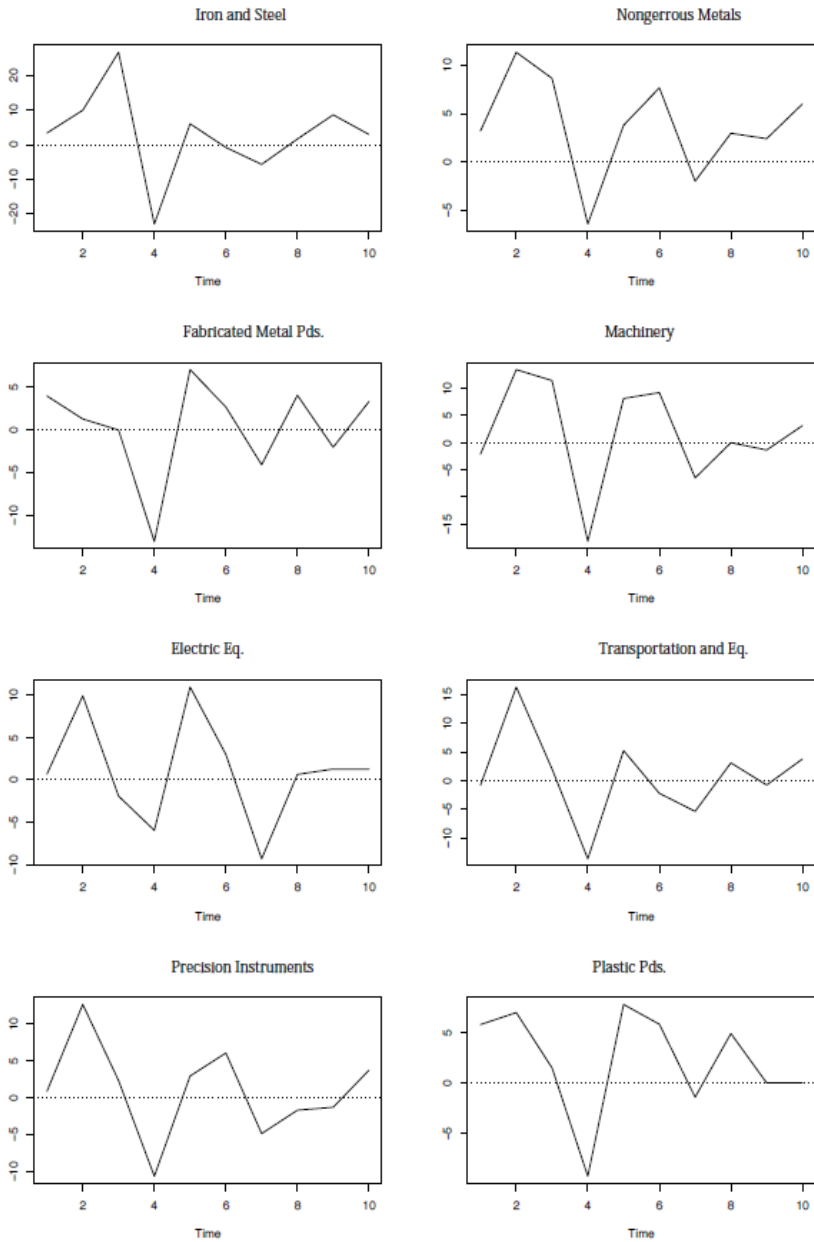 Iron and Steel
20
10
0
-10
-20
2 4 6 8 10
Time
Nongerrous Metals
10
5
0
-5
2 4 6 8 10
Time
Fabricated Metal Pds.
5
0
-5
-10
2 4 6 8 10
Time
Machinery
10
5
0
-5
-15
2 4 6 8 10
Time
Electric Eq.
10
5
0
-5
-10
2 4 6 8 10
Time
Transportation and Eq.
15
10
5
0
-5
-10
2 4 6 8 10
Time
Precision Instruments
10
5
0
-5
-10
2 4 6 8 10
Time
Plastic Pds.
5
0
-5
2 4 6 8 10
Time